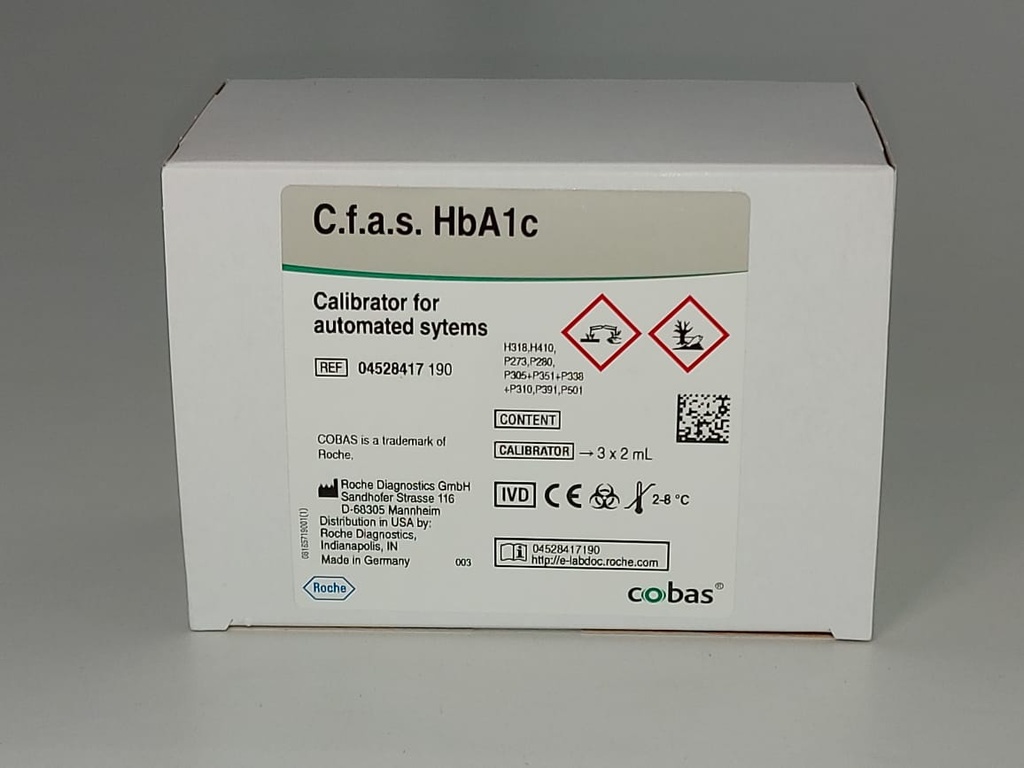 C.f.a.s. HbA1c
Calibrator for
automated sytems
REF 04528417 190
H318,H410,
P273,P280,
P305+P351+P338
+P310,P391,P501
CONTENT
CALIBRATOR → 3 x 2 mL
COBAS is a trademark of
Roche.
Roche Diagnostics GmbH
Sandhofer Strasse 116
D-68305 Mannheim
Distribution in USA by:
Roche Diagnostics,
Indianapolis, IN
Made in Germany
003
IVD CE 2-8 °C
i 04528417190
http://e-labdoc.roche.com
Roche
cobas®